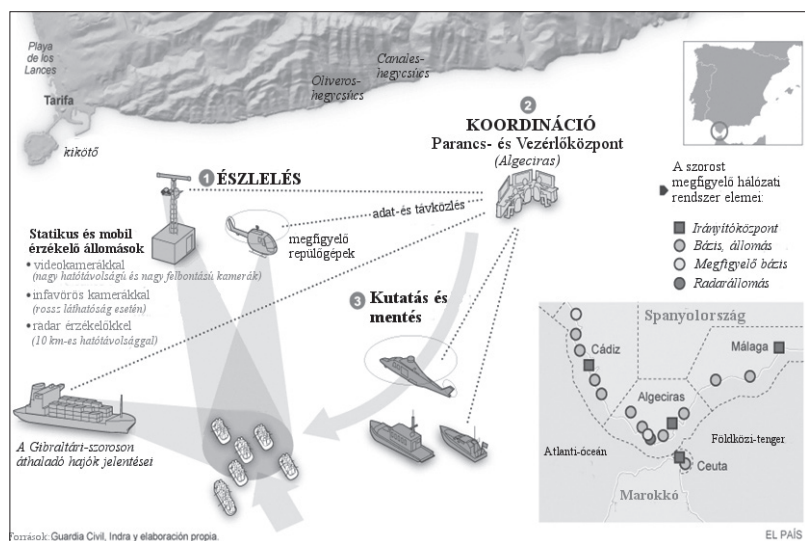 Playa
de los
Lances
Tarifa
kikötő
Oliveros-
hegycsúcs
Canales-
hegycsúcs
2
KOORDINÁCIÓ
Parancs- és Vezérlőközpont
(Algeciras)
1 ÉSZLELÉS
Statikus és mobil
érzékelő állomások
• videokamerákkal
(nagy hatótávolságú és nagy felbontású kamerák)
• infavörös kamerákkal
(rossz láthatóság esetén)
• radar érzékelőkkel
(10 km-es hatótávolsággal)
adat-és távközlés
megfigyelő
repülőgépek
3 Kutatás és
mentés
A Gibraltári-szoroson
áthaladó hajók jelentései
A szorost
megfigyelő hálózati
rendszer elemei:
Irányítóközpont
Bázis, állomás
Megfigyelő bázis
Radarállomás
Spanyolország
Cádiz
Málaga
Algeciras
Atlanti-óceán
Földközi-tenger
Ceuta
Marokkó
Források: Guardia Civil, Indra y elaboración propia.
EL PAÍS